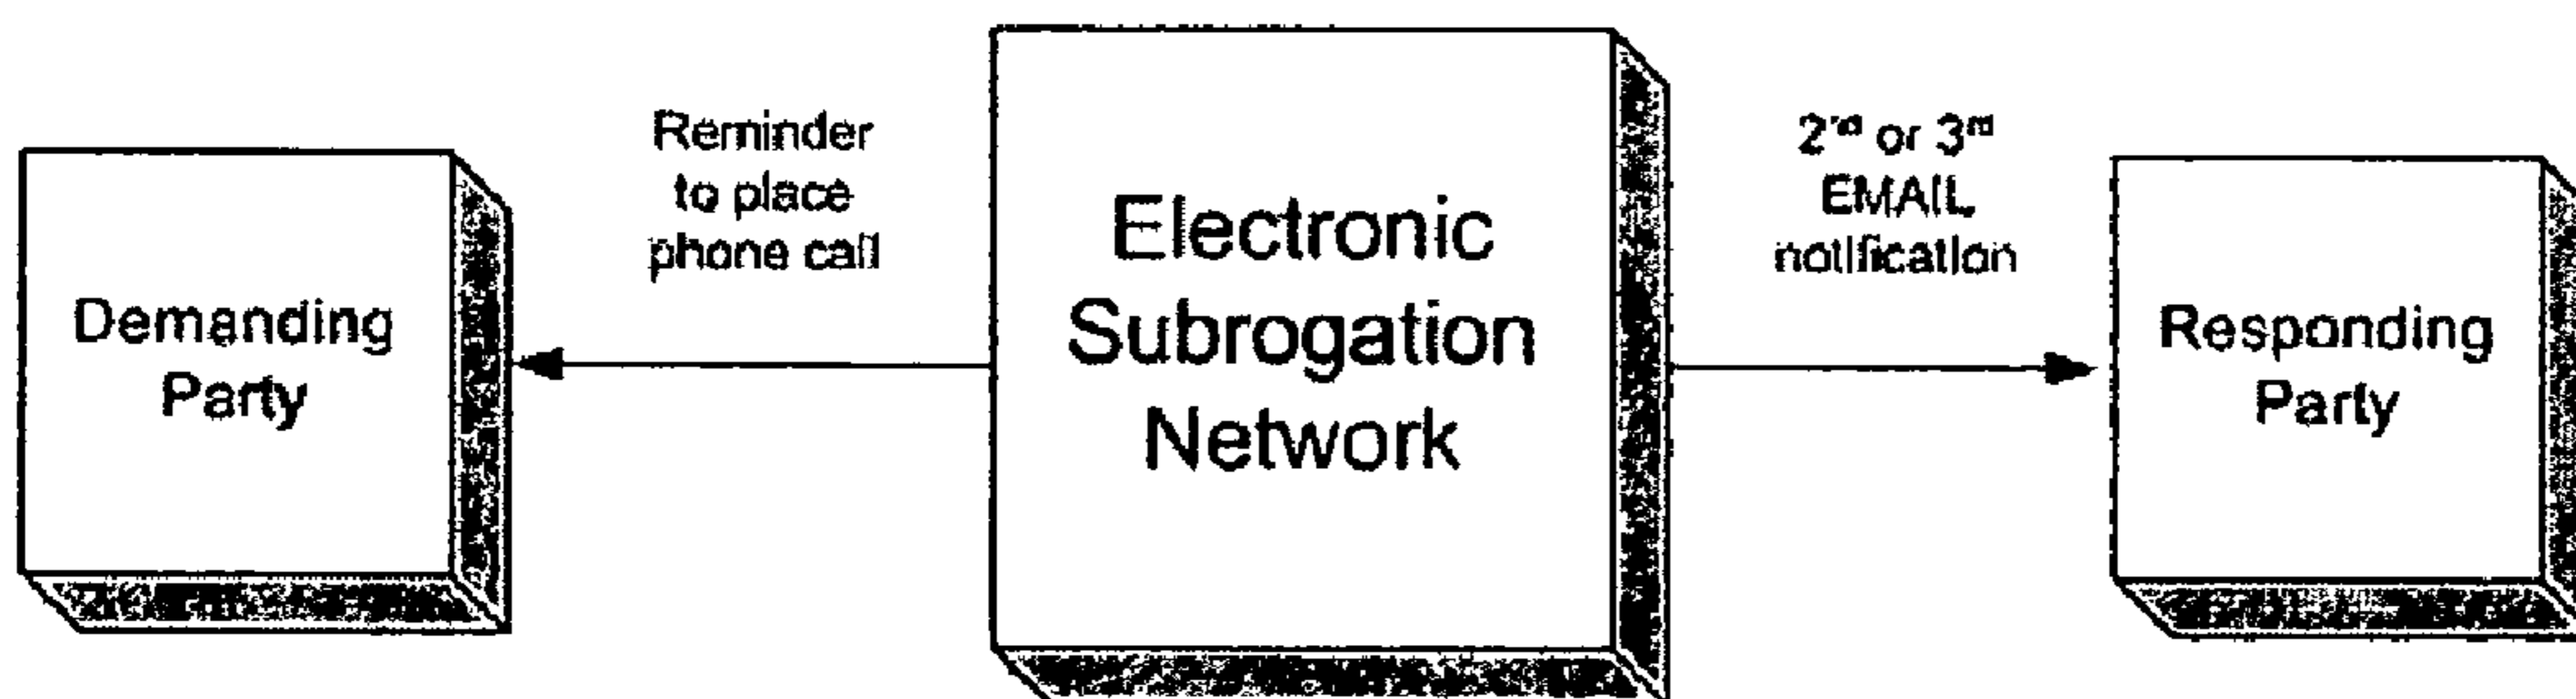 Demanding
Party
Reminder
to place
phone call
Electronic
Subrogation
Network
2nd or 3rd
EMAIL
notification
Responding
Party